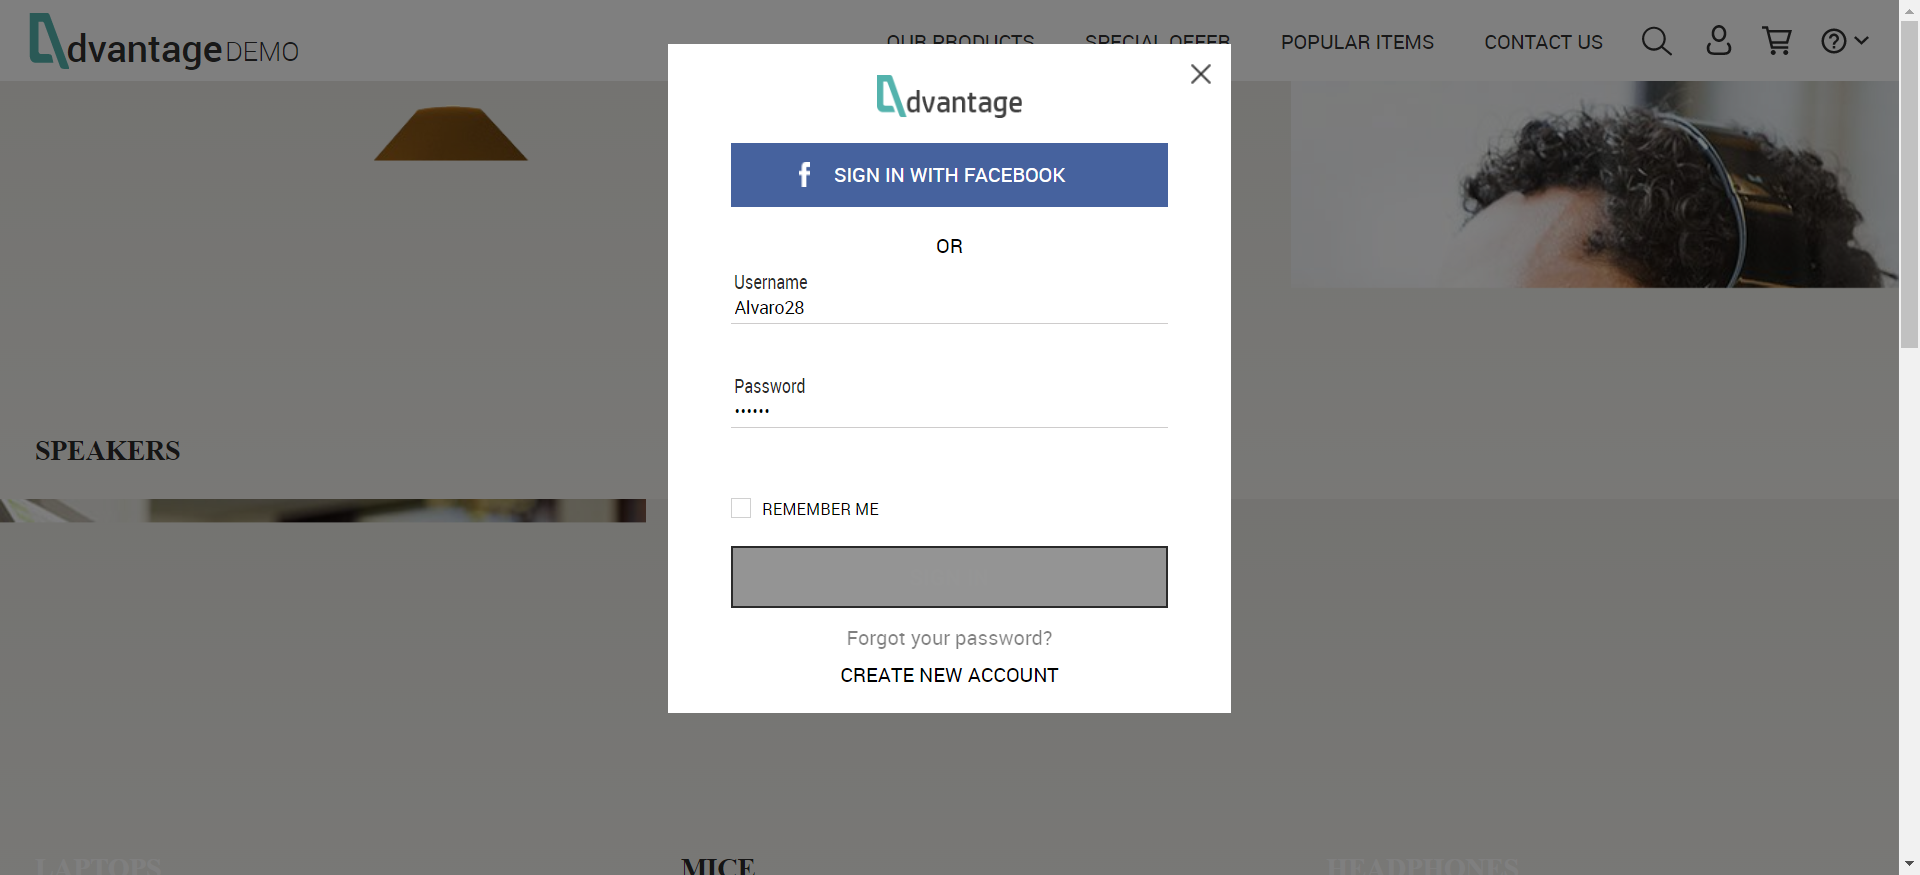 dvantage DEMO
OUR PRODUCTS
SPECIAL OFFER
POPULAR ITEMS
CONTACT US
dvantage
SIGN IN WITH FACEBOOK
OR
Username
Alvaro28
Password
••••••
REMEMBER ME
Forgot your password?
CREATE NEW ACCOUNT
SPEAKERS
LAPTOPS
MICE
HEADPHONES